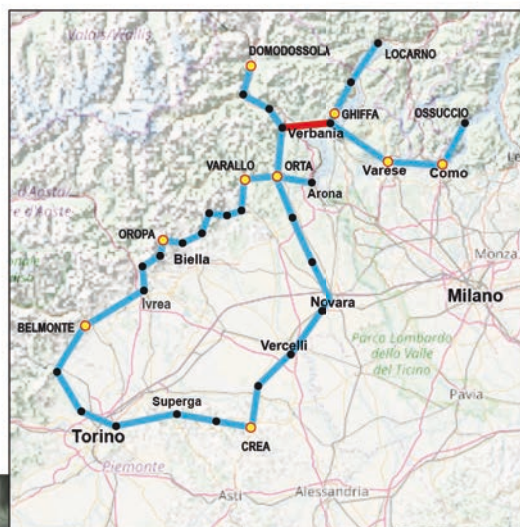 Valais/Wallis
DOMODOSSOLA
LOCARNO
GHIFFA
OSSUCCIO
Verbania
VARALLO
ORTA
Varese
Como
Arona
d'Aosta/
e d'Aoste
OROPA
Biella
Monza
Ivrea
Novara
Milano
BELMONTE
Vercelli
Parco Lombardo
della Valle
del Ticino
Pavia
Superga
Torino
CREA
Piemonte
Asti
Alessandria